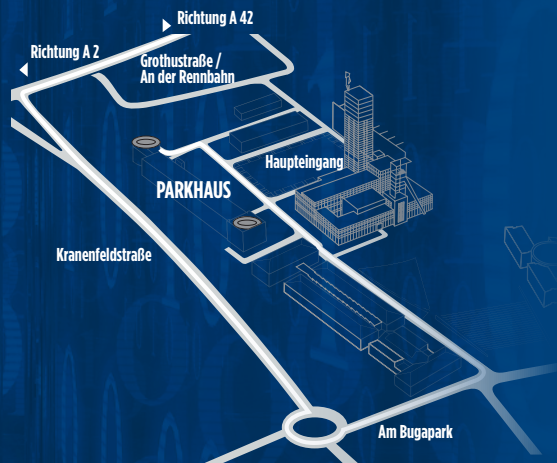 Richtung A 42
Richtung A 2
Grothustraße /
An der Rennbahn
Haupteingang
PARKHAUS
Kranenfeldstraße
Am Bugapark